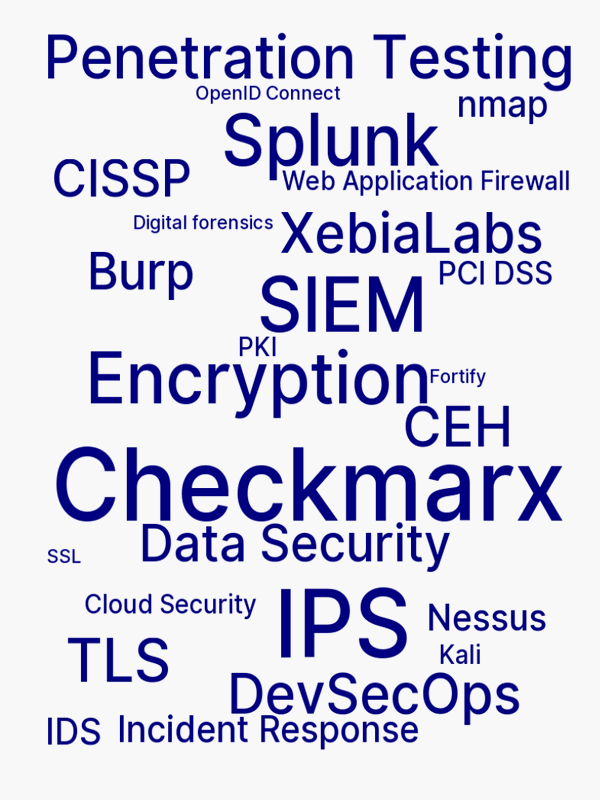 Penetration Testing
OpenID Connect
nmap
Splunk
CISSP
Web Application Firewall
Digital forensics
XebiaLabs
Burp
PCI DSS
SIEM
PKI
Encryption
Fortify
CEH
Checkmarx
Data Security
SSL
Cloud Security
IPS
Nessus
TLS
Kali
DevSecOps
IDS
Incident Response